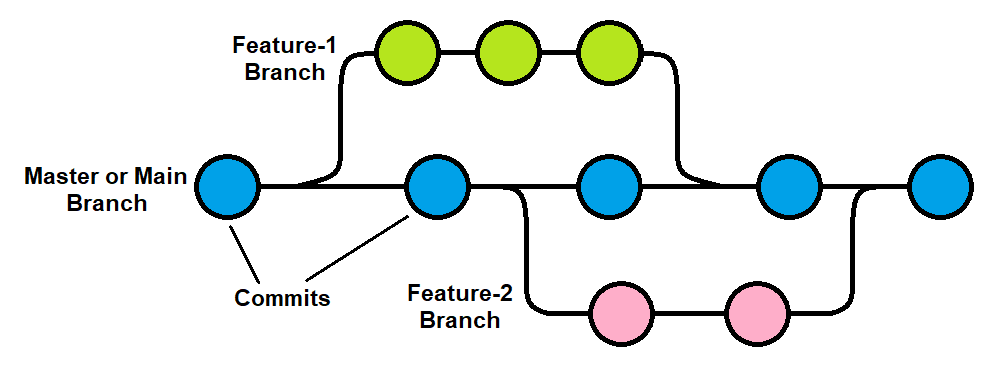 Feature-1
Branch
Master or Main
Branch
Commits
Feature-2
Branch